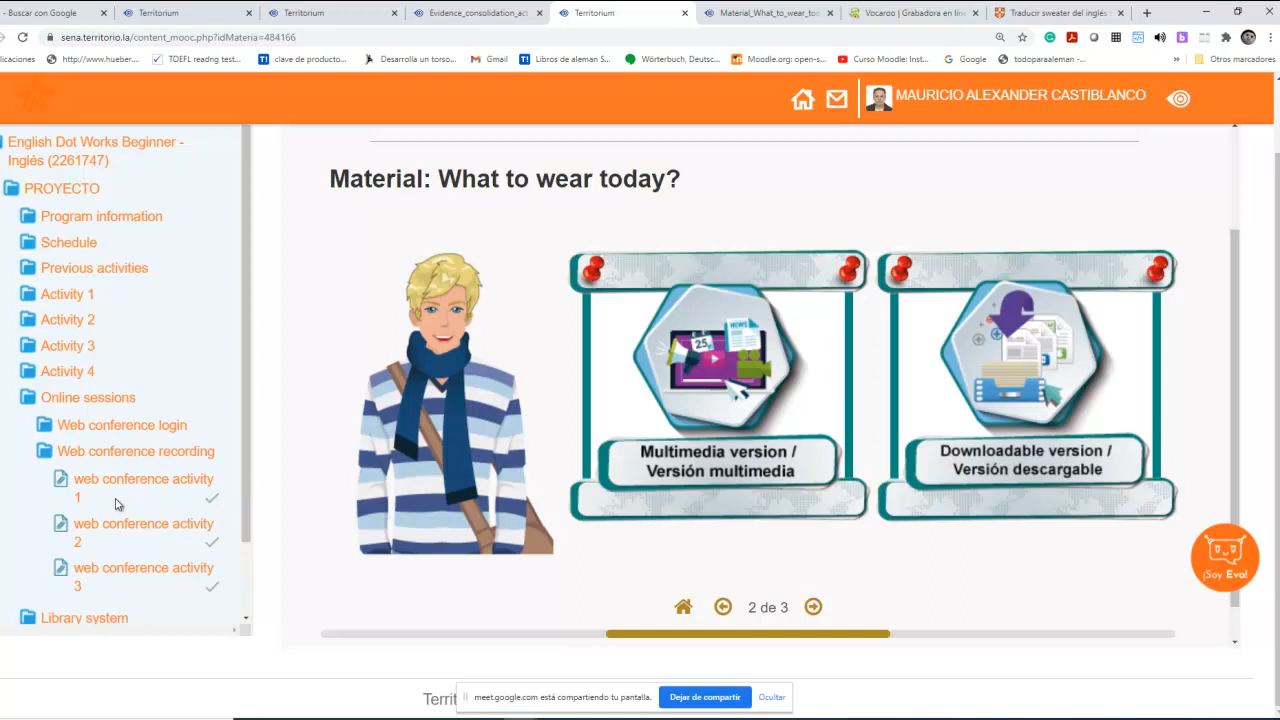 - Buscar con Google
Territorium
Territorium
Evidence_consolidation_act
Territorium
Material_What_to_wear_tod
Vocaroo | Grabadora en lín
Traducir sweater del inglés
sena.territorio.la/content_mooc.php?idMateria=484166
licaciones
http://www.hueber....
TOEFL readng test...
clave de producto...
Desarrolla un torso...
Gmail
Libros de aleman S...
Wörterbuch, Deutsc...
Moodle.org: open-s...
Curso Moodle: Inst...
Google
todoparaaleman -...
»
Otros marcadores
MAURICIO ALEXANDER CASTIBLANCO
English Dot Works Beginner -
Inglés (2261747)
PROYECTO
Program information
Schedule
Previous activities
Activity 1
Activity 2
Activity 3
Activity 4
Online sessions
Web conference login
Web conference recording
web conference activity
1
web conference activity
2
web conference activity
3
Library system
Material: What to wear today?
NEWS
25
Multimedia version /
Versión multimedia
Downloadable version /
Versión descargable
¡Soy Eva!
2 de 3
Territ
meet.google.com está compartiendo tu pantalla.
Dejar de compartir
Ocultar